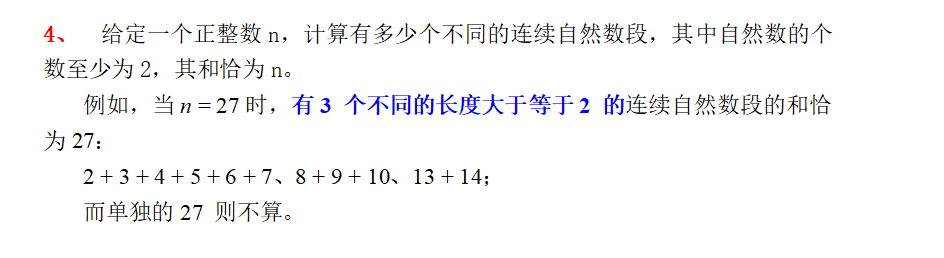 4、 给定一个正整数 n，计算有多少个不同的连续自然数段，其中自然数的个
数至少为 2，其和恰为 n。
例如，当 n = 27 时，有 3 个不同的长度大于等于 2 的连续自然数段的和恰
为 27：
2 + 3 + 4 + 5 + 6 + 7、8 + 9 + 10、13 + 14；
而单独的 27 则不算。